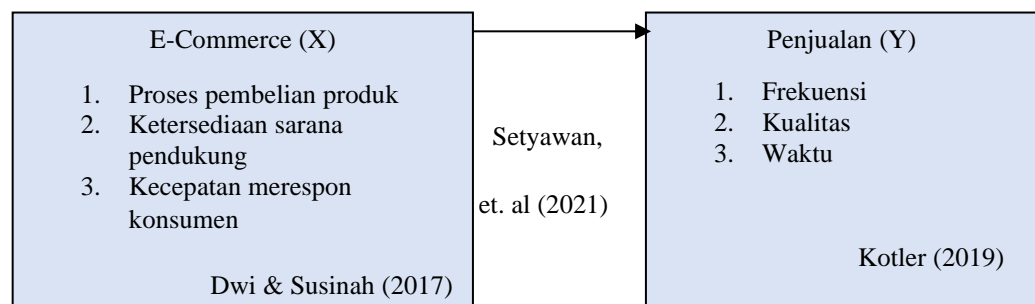 E-Commerce (X)
1. Proses pembelian produk
2. Ketersediaan sarana
pendukung
3. Kecepatan merespon
konsumen
Dwi & Susinah (2017)
Setyawan,
et. al (2021)
Penjualan (Y)
1. Frekuensi
2. Kualitas
3. Waktu
Kotler (2019)